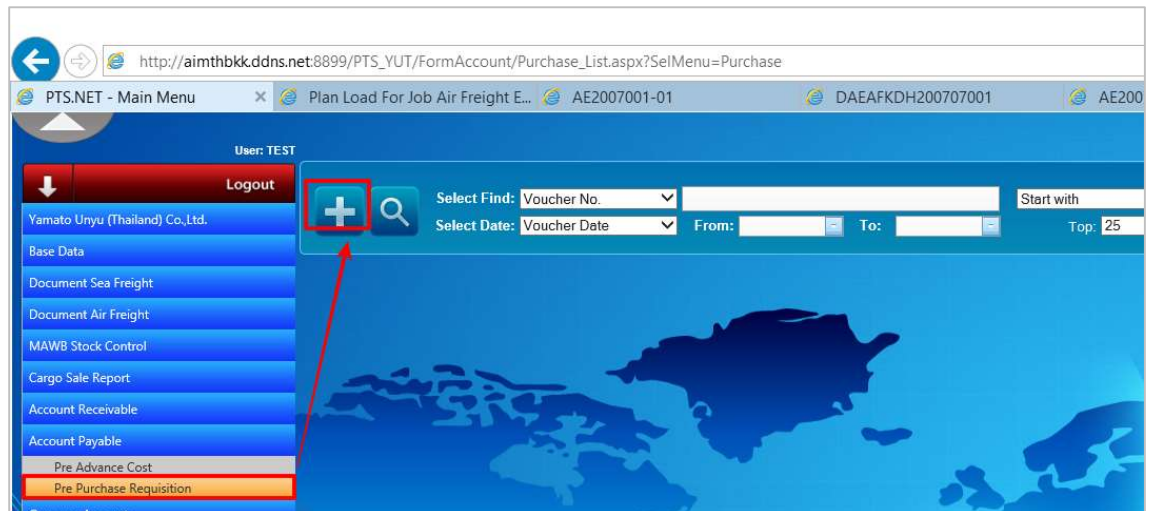 http://aimthbkk.ddns.net:8899/PTS_YUT/FormAccount/Purchase_List.aspx?SelMenu=Purchase
PTS.NET - Main Menu × Plan Load For Job Air Freight E... AE2007001-01 DAEAFKDH200707001 AE200
User: TEST
Logout
Select Find: Voucher No. Start with
Select Date: Voucher Date From: To: Top: 25
Yamato Unyu (Thailand) Co.,Ltd.
Base Data
Document Sea Freight
Document Air Freight
MAWB Stock Control
Cargo Sale Report
Account Receivable
Account Payable
Pre Advance Cost
Pre Purchase Requisition